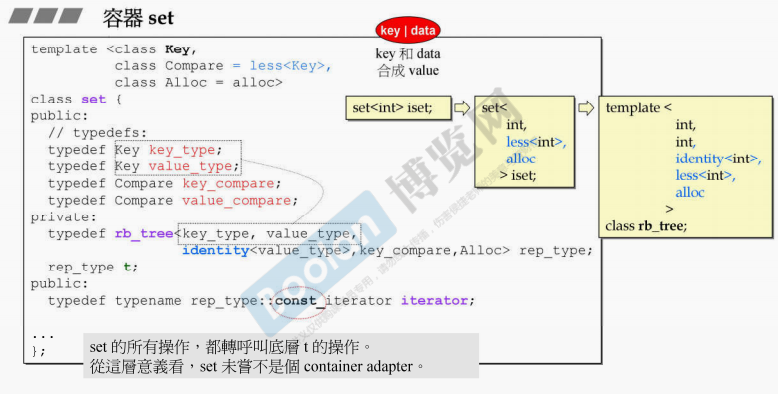 容器 set
key | data
key 和 data
合成 value
template <class Key,
class Compare = less<Key>,
class Alloc = alloc>
class set {
public:
// typedefs:
typedef Key key_type;
typedef Key value_type;
typedef Compare key_compare;
typedef Compare value_compare;
private:
typedef rb_tree<key_type, value_type,
identity<value_type>,key_compare,Alloc> rep_type;
rep_type t;
public:
typedef typename rep_type::const_iterator iterator;
...
};
set<int> iset;
set<
int,
less<int>,
alloc
> iset;
template <
int,
int,
identity<int>,
less<int>,
alloc
>
class rb_tree;
set 的所有操作，都轉呼叫底層 t 的操作。
從這層意義看，set 未嘗不是個 container adapter。
Boolan 博览网